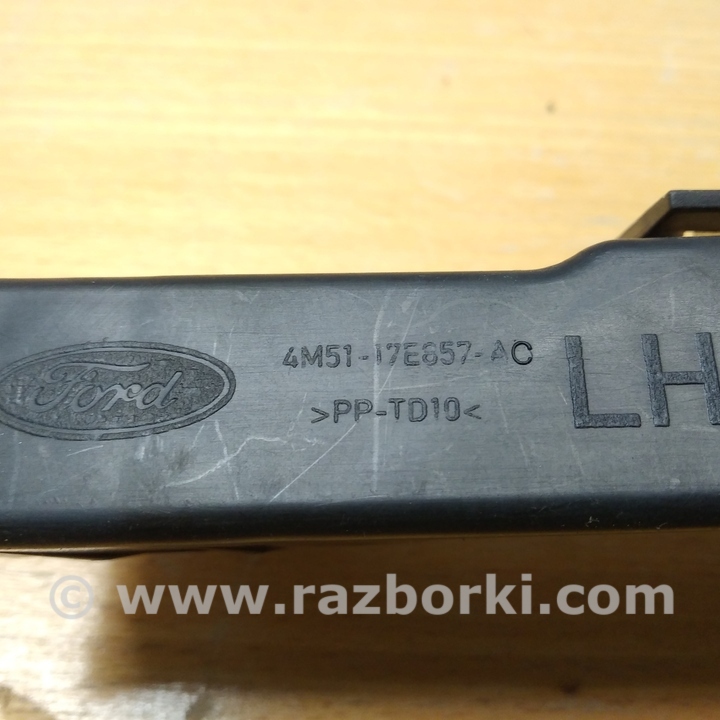 Ford
4M51-17E857-AC
>PP-TD10<
LH
© www.razborki.com